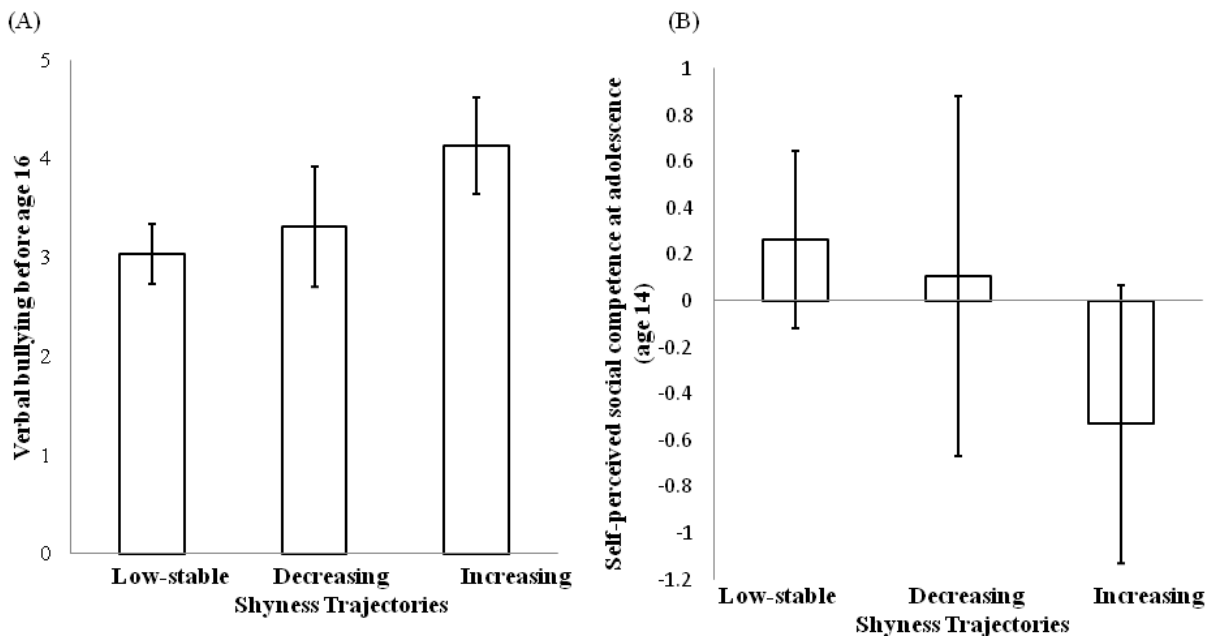 (A)
Verbal bullying before age 16
5
4
3
2
1
0
Low-stable Decreasing Increasing
Shyness Trajectories
(B)
Self-perceived social competence at adolescence
(age 14)
1
0.8
0.6
0.4
0.2
0
-0.2
-0.4
-0.6
-0.8
-1
-1.2
Low-stable Decreasing Increasing
Shyness Trajectories